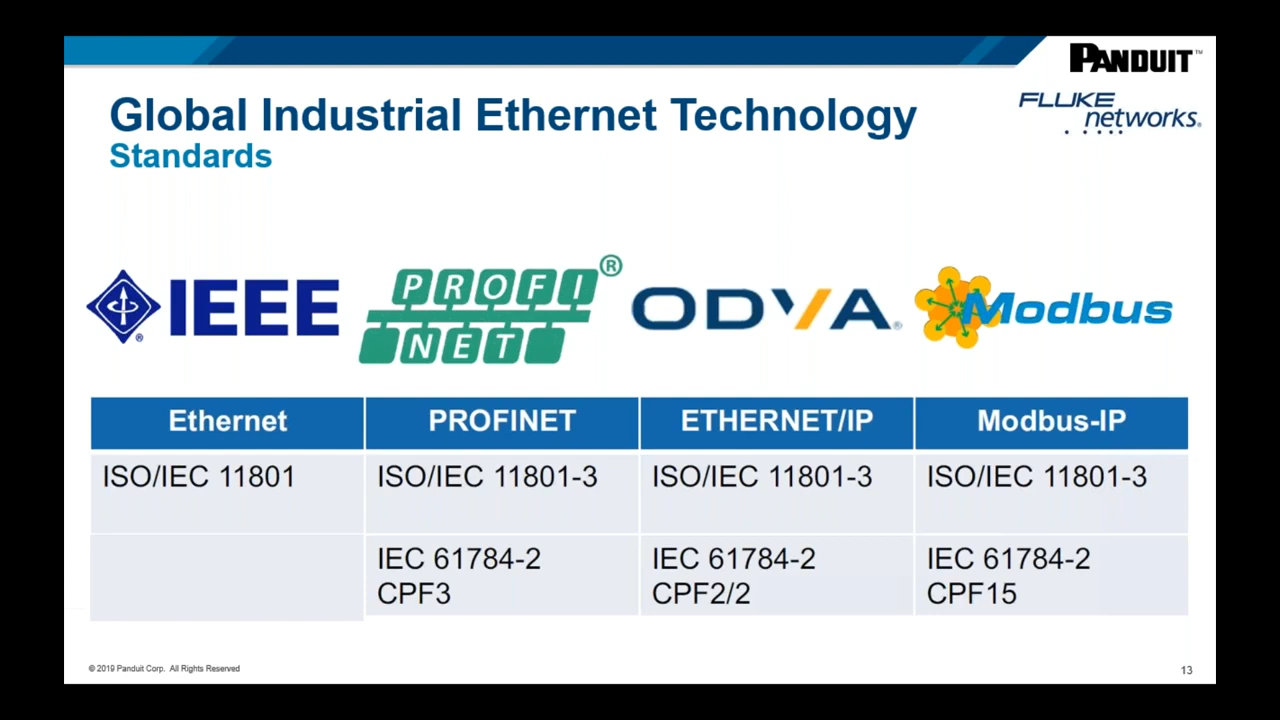 PANDUIT™
FLUKE
networks®
Global Industrial Ethernet Technology
Standards
IEEE®
PROFI®
NET
ODVA®
Modbus
Ethernet PROFINET ETHERNET/IP Modbus-IP
ISO/IEC 11801 ISO/IEC 11801-3 ISO/IEC 11801-3 ISO/IEC 11801-3
IEC 61784-2 IEC 61784-2 IEC 61784-2
CPF3 CPF2/2 CPF15
© 2019 Panduit Corp. All Rights Reserved
13